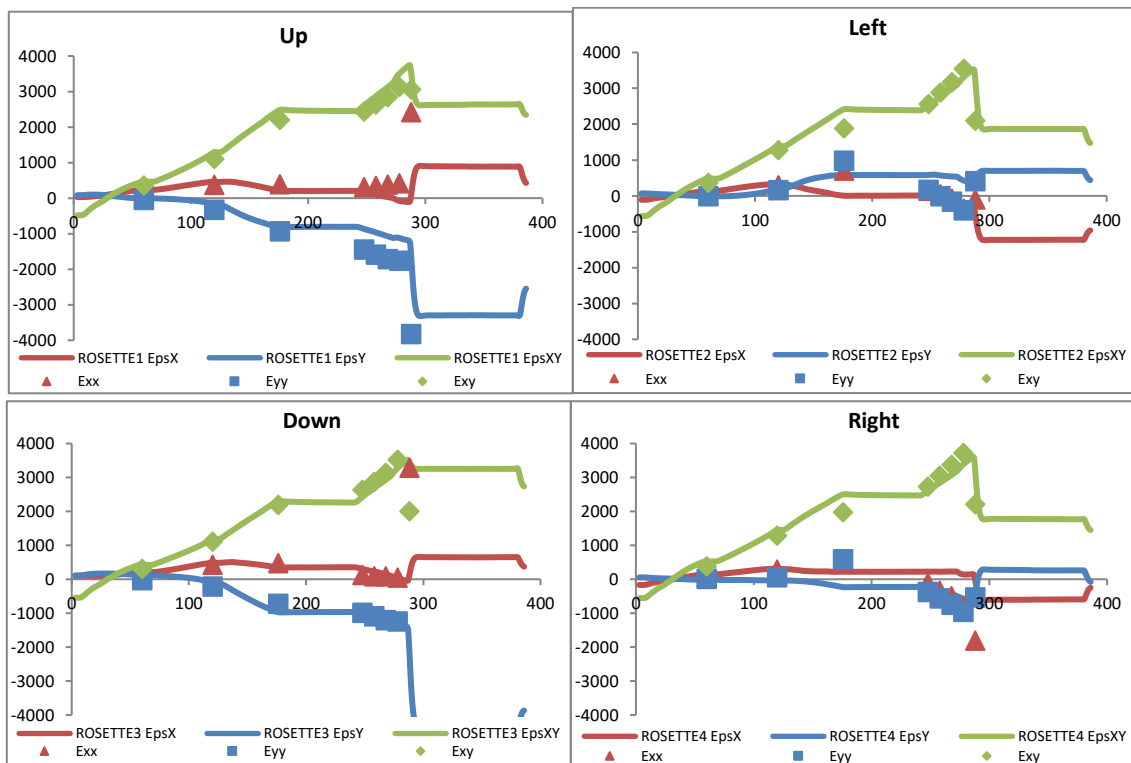 Up
4000
3000
2000
1000
0
-1000
-2000
-3000
-4000
0 100 200 300 400
ROSETTE1 EpsX ROSETTE1 EpsY ROSETTE1 EpsXY
Exx Eyy Exy
Left
4000
3000
2000
1000
0
-1000
-2000
-3000
-4000
0 100 200 300 400
ROSETTE2 EpsX ROSETTE2 EpsY ROSETTE2 EpsXY
Exx Eyy Exy
Down
4000
3000
2000
1000
0
-1000
-2000
-3000
-4000
0 100 200 300 400
ROSETTE3 EpsX ROSETTE3 EpsY ROSETTE3 EpsXY
Exx Eyy Exy
Right
4000
3000
2000
1000
0
-1000
-2000
-3000
-4000
0 100 200 300 400
ROSETTE4 EpsX ROSETTE4 EpsY ROSETTE4 EpsXY
Exx Eyy Exy